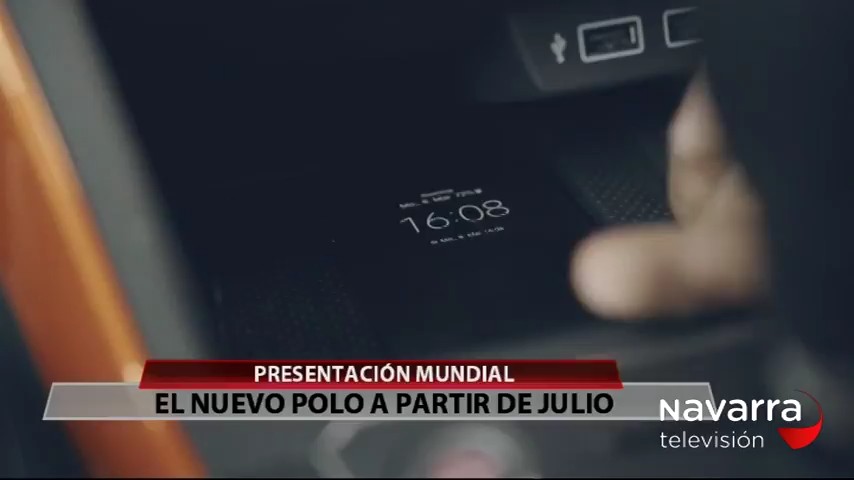 16:08
PRESENTACIÓN MUNDIAL
EL NUEVO POLO A PARTIR DE JULIO
Navarra
televisión